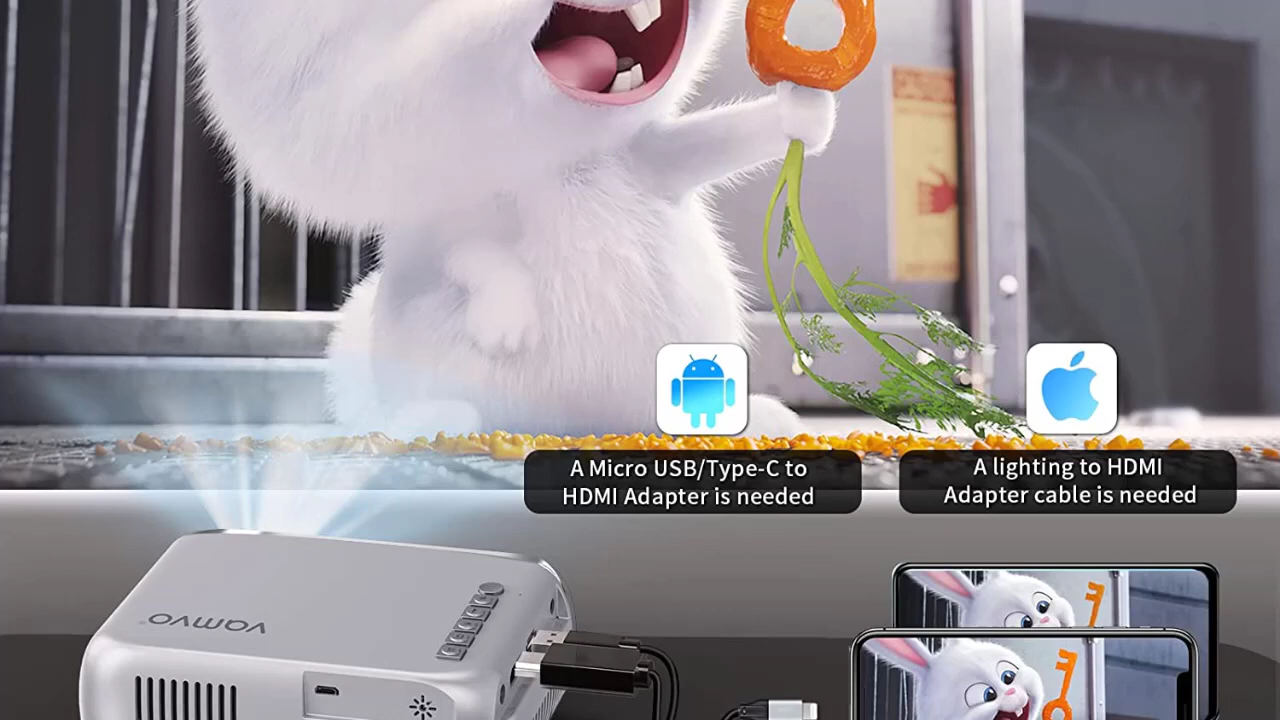 A Micro USB/Type-C to
HDMI Adapter is needed
A lighting to HDMI
Adapter cable is needed
vamvo